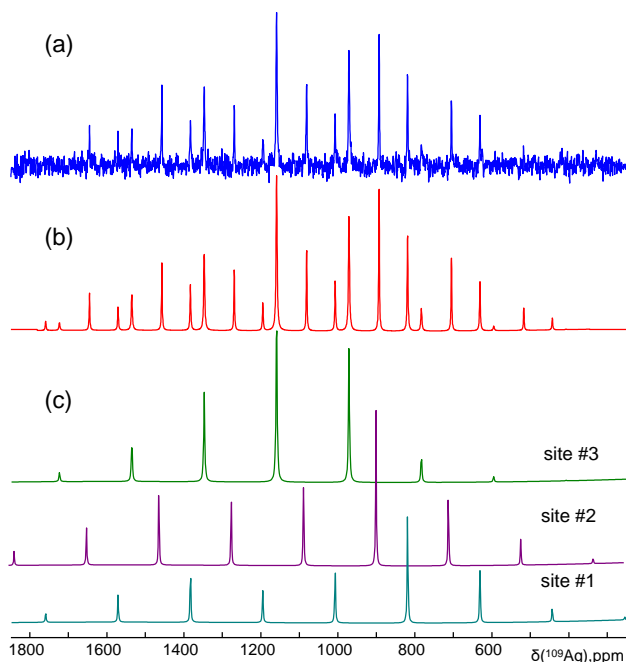 (a)
(b)
(c)
site #3
site #2
site #1
1800 1600 1400 1200 1000 800 600 δ(¹⁰⁹Ag),ppm